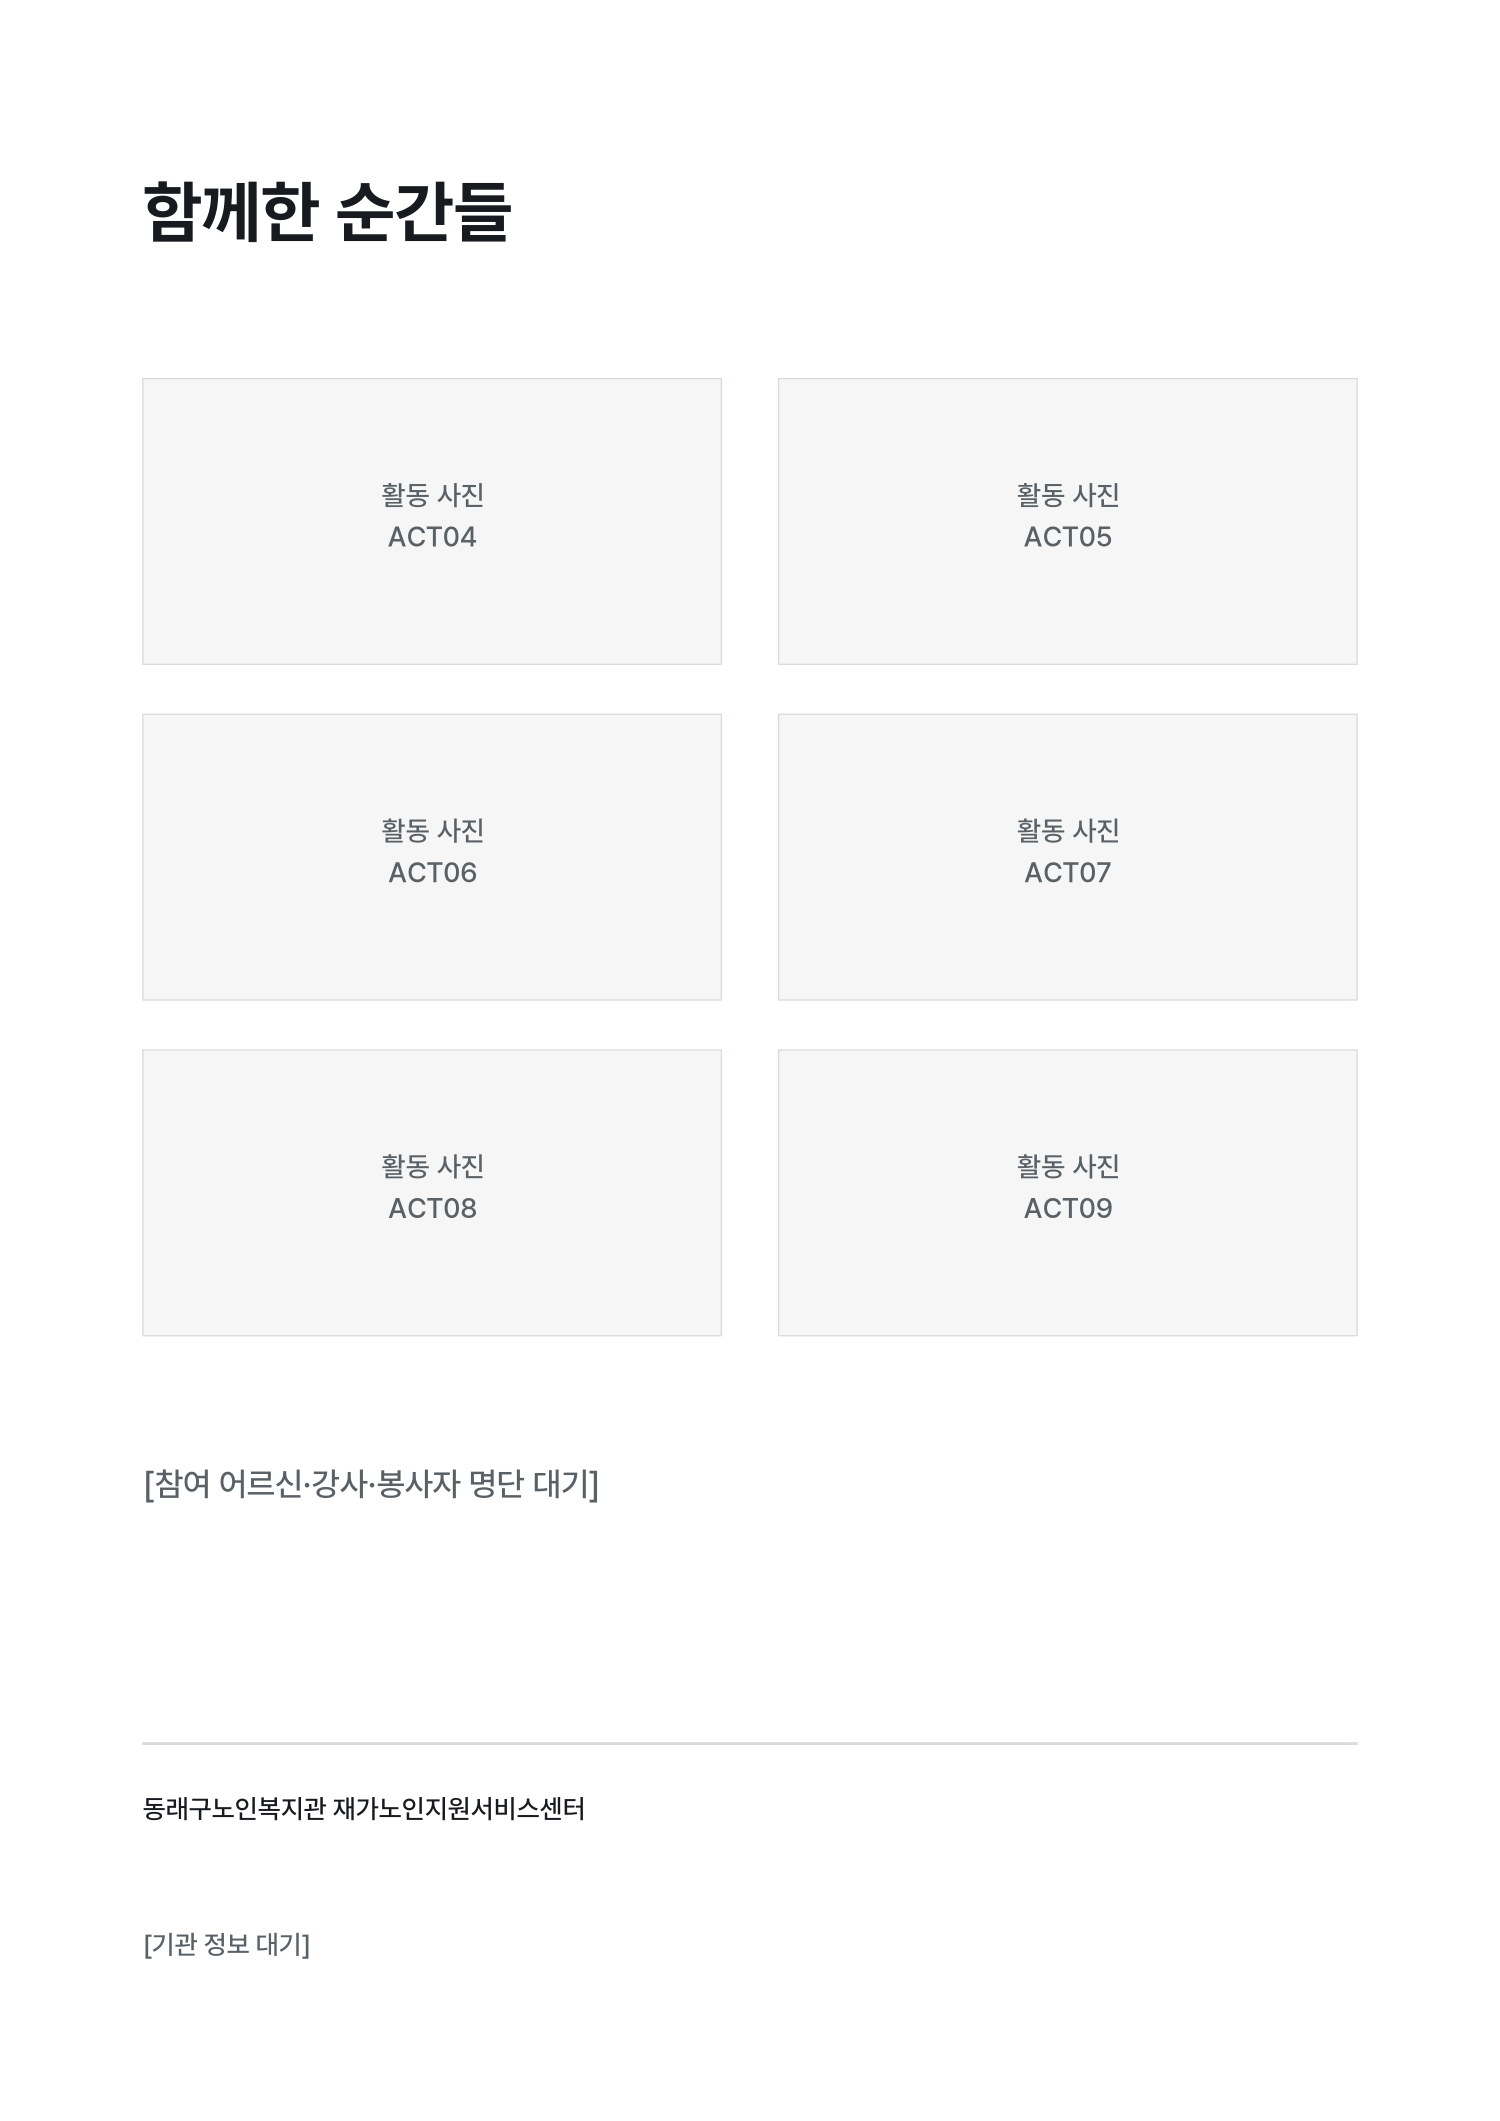 함께한 순간들
활동 사진
ACT04
활동 사진
ACT05
활동 사진
ACT06
활동 사진
ACT07
활동 사진
ACT08
활동 사진
ACT09
[참여 어르신·강사·봉사자 명단 대기]
동래구노인복지관 재가노인지원서비스센터
[기관 정보 대기]